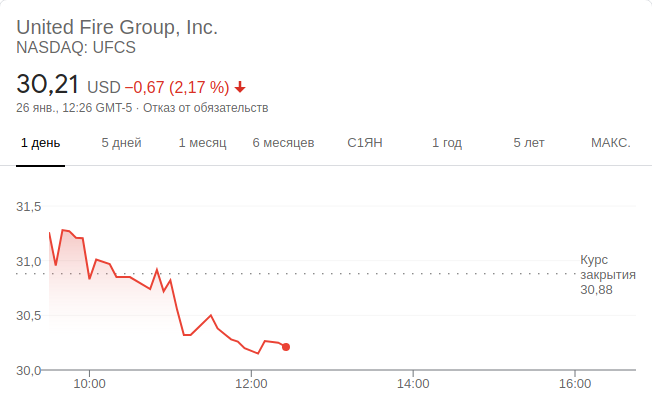 United Fire Group, Inc.
NASDAQ: UFCS
30,21 USD −0,67 (2,17 %)
26 янв., 12:26 GMT-5 · Отказ от обязательств
1 день 5 дней 1 месяц 6 месяцев С1ЯН 1 год 5 лет МАКС.
31,5
31,0
30,5
30,0
Курс
закрытия
30,88
10:00 12:00 14:00 16:00